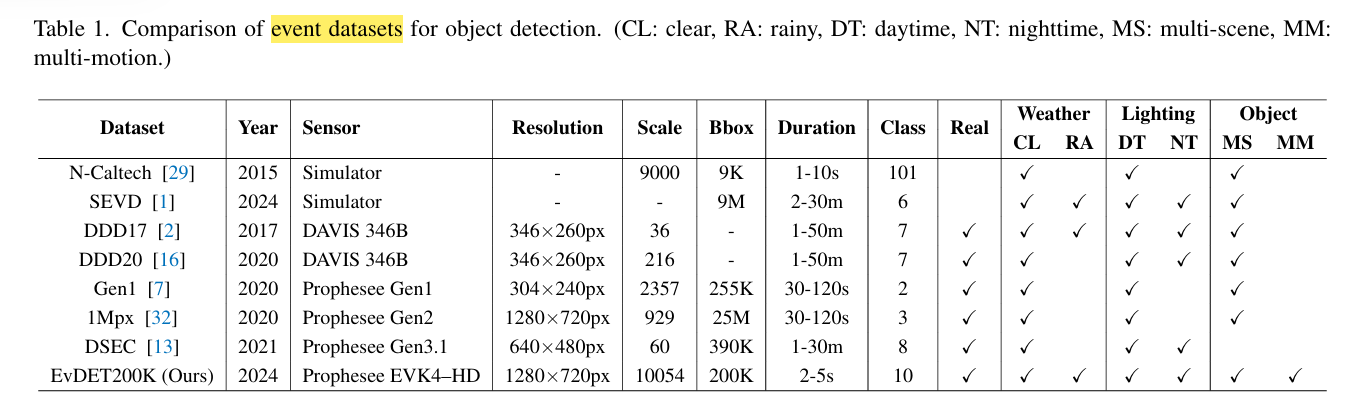 Table 1. Comparison of event datasets for object detection. (CL: clear, RA: rainy, DT: daytime, NT: nighttime, MS: multi-scene, MM:
multi-motion.)
Dataset Year Sensor Resolution Scale Bbox Duration Class Real Weather Lighting Object
CL RA DT NT MS MM
N-Caltech [29] 2015 Simulator - 9000 9K 1-10s 101 ✓ ✓ ✓
SEVD [1] 2024 Simulator - - 9M 2-30m 6 ✓ ✓ ✓ ✓ ✓
DDD17 [2] 2017 DAVIS 346B 346×260px 36 - 1-50m 7 ✓ ✓ ✓ ✓ ✓ ✓
DDD20 [16] 2020 DAVIS 346B 346×260px 216 - 1-50m 7 ✓ ✓ ✓ ✓ ✓
Gen1 [7] 2020 Prophesee Gen1 304×240px 2357 255K 30-120s 2 ✓ ✓ ✓ ✓
1Mpx [32] 2020 Prophesee Gen2 1280×720px 929 25M 30-120s 3 ✓ ✓ ✓ ✓
DSEC [13] 2021 Prophesee Gen3.1 640×480px 60 390K 1-30m 8 ✓ ✓ ✓ ✓
EvDET200K (Ours) 2024 Prophesee EVK4–HD 1280×720px 10054 200K 2-5s 10 ✓ ✓ ✓ ✓ ✓ ✓ ✓